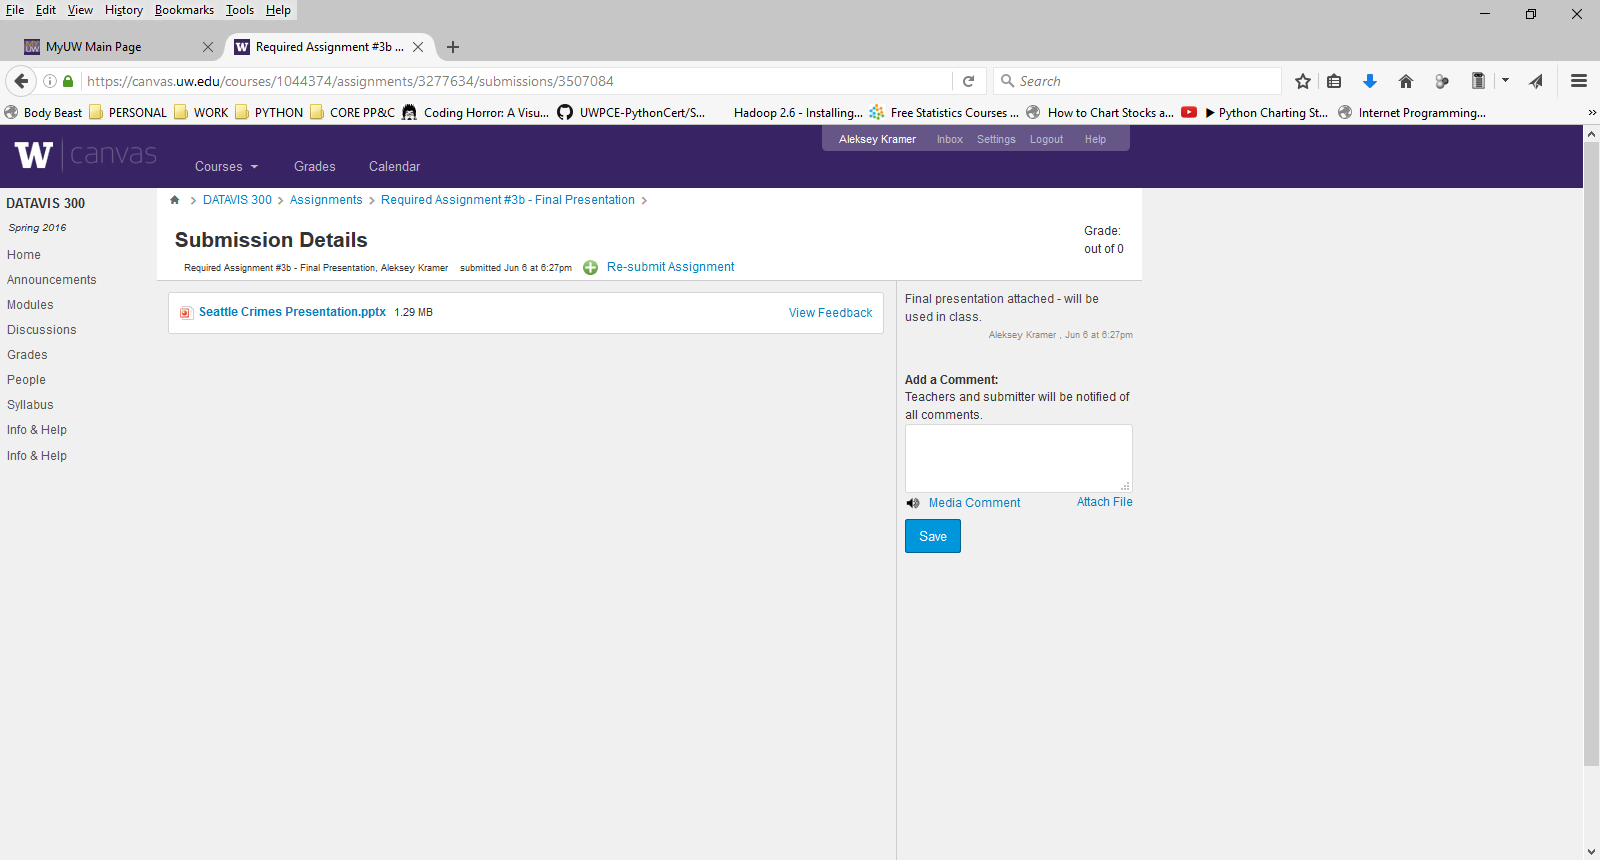 File Edit View History Bookmarks Tools Help
MyUW Main Page
Required Assignment #3b ...
https://canvas.uw.edu/courses/1044374/assignments/3277634/submissions/3507084
Search
Body Beast PERSONAL WORK PYTHON CORE PP&C Coding Horror: A Visu... UWPCE-PythonCert/S... Hadoop 2.6 - Installing... Free Statistics Courses ... How to Chart Stocks a... ▶ Python Charting St... Internet Programming... »
W canvas
Courses Grades Calendar
Aleksey Kramer Inbox Settings Logout Help
DATAVIS 300
Spring 2016
Home
Announcements
Modules
Discussions
Grades
People
Syllabus
Info & Help
Info & Help
DATAVIS 300 Assignments Required Assignment #3b - Final Presentation
Submission Details
Required Assignment #3b - Final Presentation, Aleksey Kramer submitted Jun 6 at 6:27pm Re-submit Assignment
Grade:
out of 0
Seattle Crimes Presentation.pptx 1.29 MB View Feedback
Final presentation attached - will be
used in class.
Aleksey Kramer , Jun 6 at 6:27pm
Add a Comment:
Teachers and submitter will be notified of
all comments.
Media Comment Attach File
Save